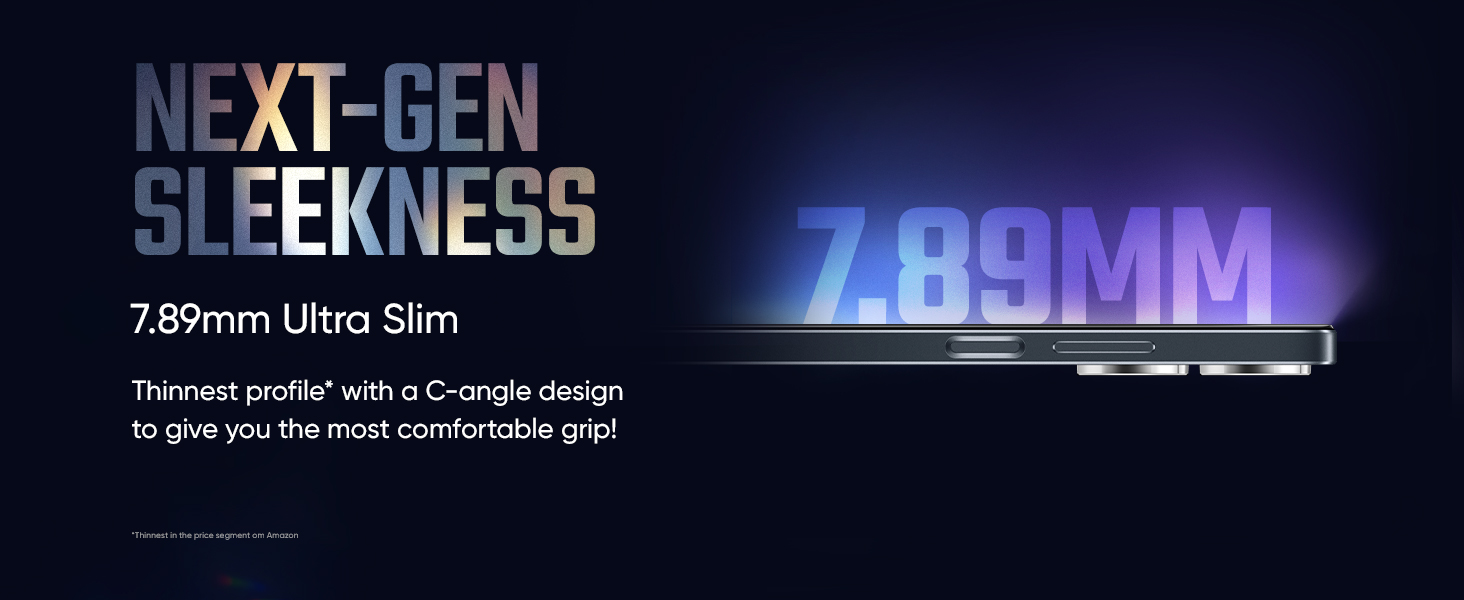 NEXT-GEN
SLEEKNESS
7.89mm Ultra Slim
Thinnest profile* with a C-angle design
to give you the most comfortable grip!
*Thinnest in the price segment om Amazon
7.89MM